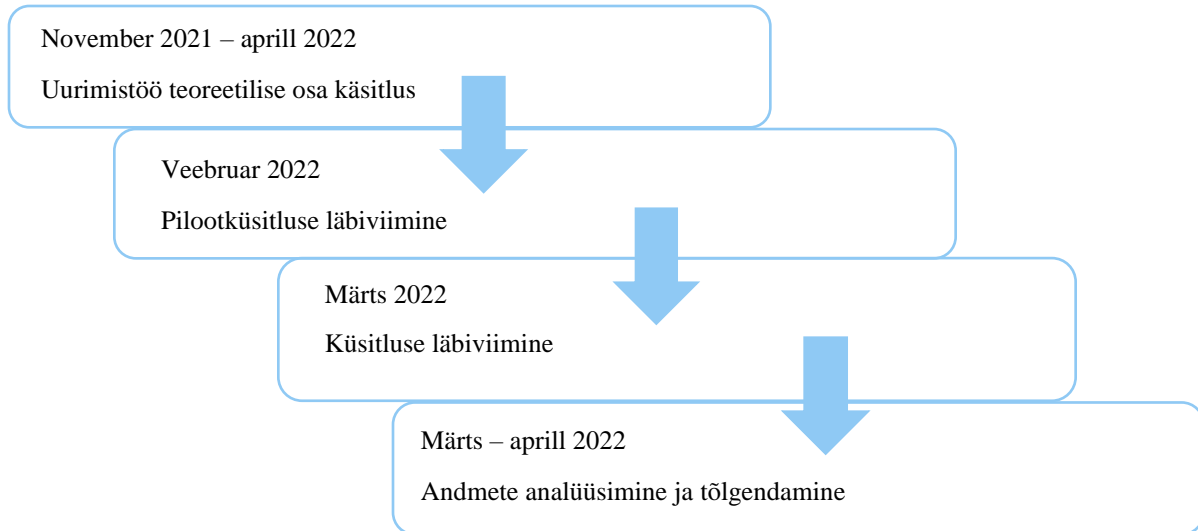 November 2021 – aprill 2022
Uurimistöö teoreetilise osa käsitlus
Veebruar 2022
Pilootküsitluse läbiviimine
Märts 2022
Küsitluse läbiviimine
Märts – aprill 2022
Andmete analüüsimine ja tõlgendamine